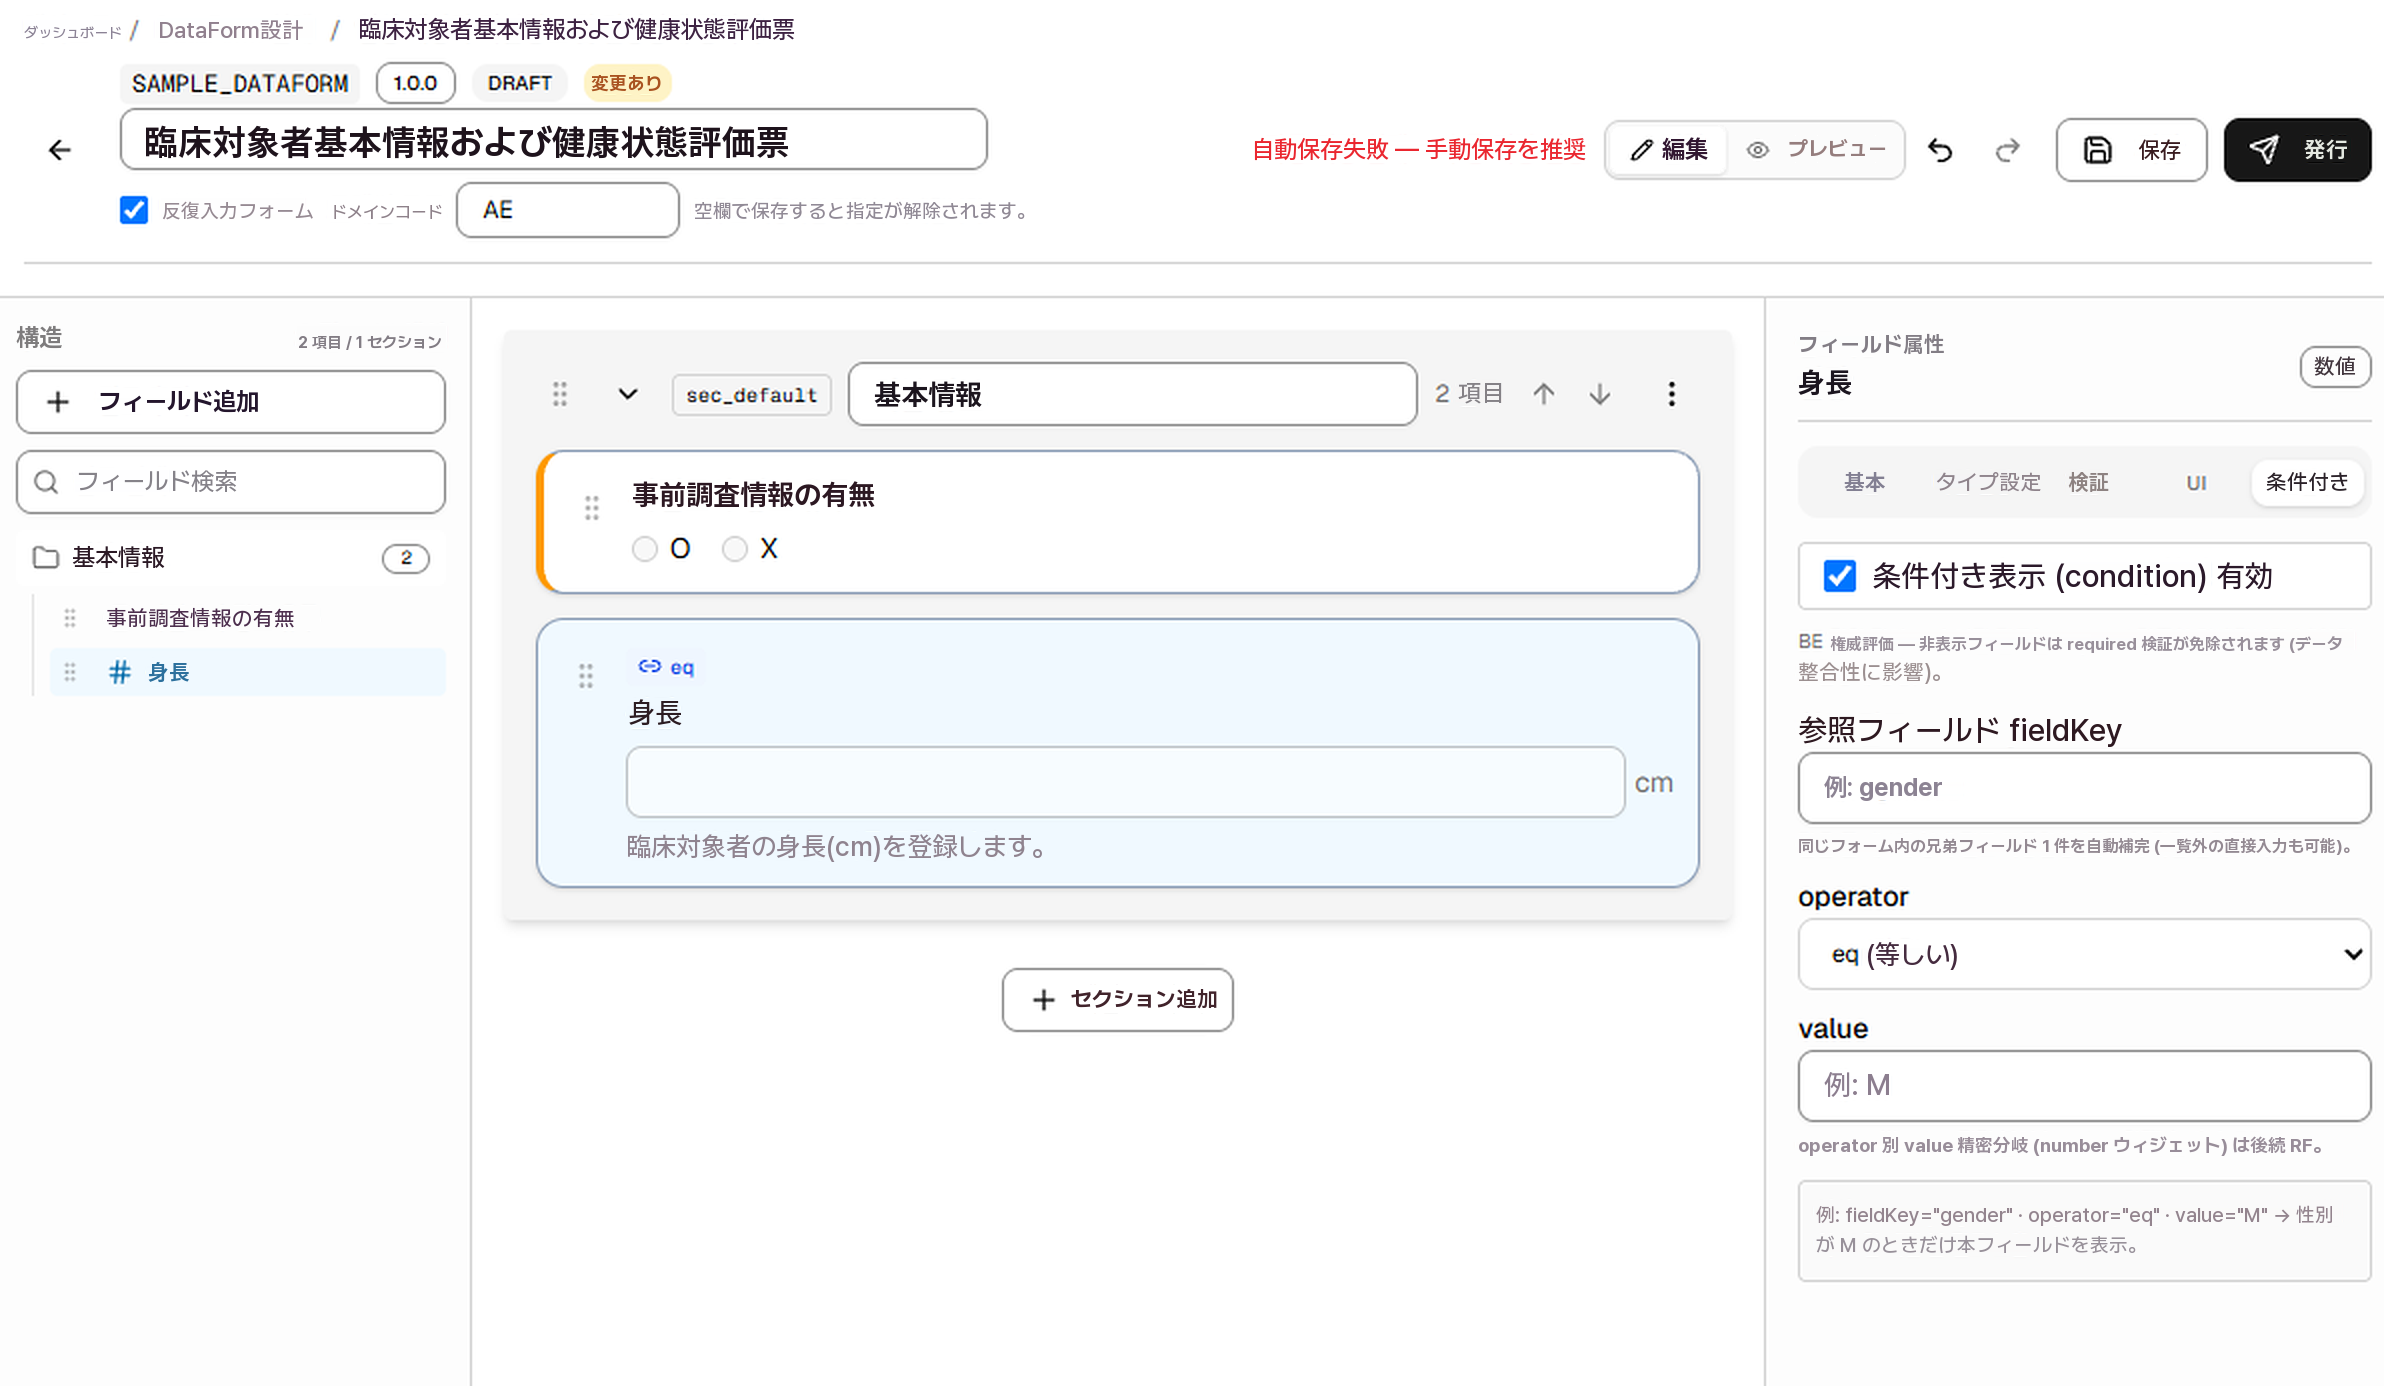 ダッシュボード / DataForm設計 / 臨床対象者基本情報および健康状態評価票
SAMPLE_DATAFORM 1.0.0 DRAFT 変更あり
臨床対象者基本情報および健康状態評価票
自動保存失敗 — 手動保存を推奨 編集 プレビュー 保存 発行
反復入力フォーム ドメインコード AE 空欄で保存すると指定が解除されます。
構造 2 項目 / 1 セクション
フィールド追加
フィールド検索
基本情報 2
事前調査情報の有無
身長
sec_default 基本情報 2 項目
事前調査情報の有無
O X
eq
身長
cm
臨床対象者の身長(cm)を登録します。
セクション追加
フィールド属性
身長 数値
基本 タイプ設定 検証 UI 条件付き
条件付き表示 (condition) 有効
BE 権威評価 — 非表示フィールドは required 検証が免除されます (データ
整合性に影響)。
参照フィールド fieldKey
例: gender
同じフォーム内の兄弟フィールド 1 件を自動補完 (一覧外の直接入力も可能)。
operator
eq (等しい)
value
例: M
operator 別 value 精密分岐 (number ウィジェット) は後続 RF。
例: fieldKey="gender" · operator="eq" · value="M" → 性別
が M のときだけ本フィールドを表示。